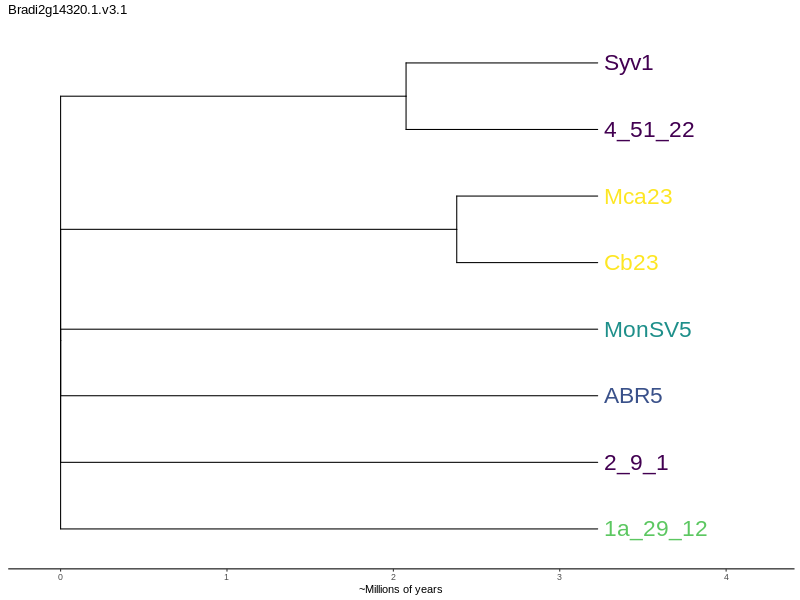 Bradi2g14320.1.v3.1
Syv1
4_51_22
Mca23
Cb23
MonSV5
ABR5
2_9_1
1a_29_12
0 1 2 3 4
~Millions of years